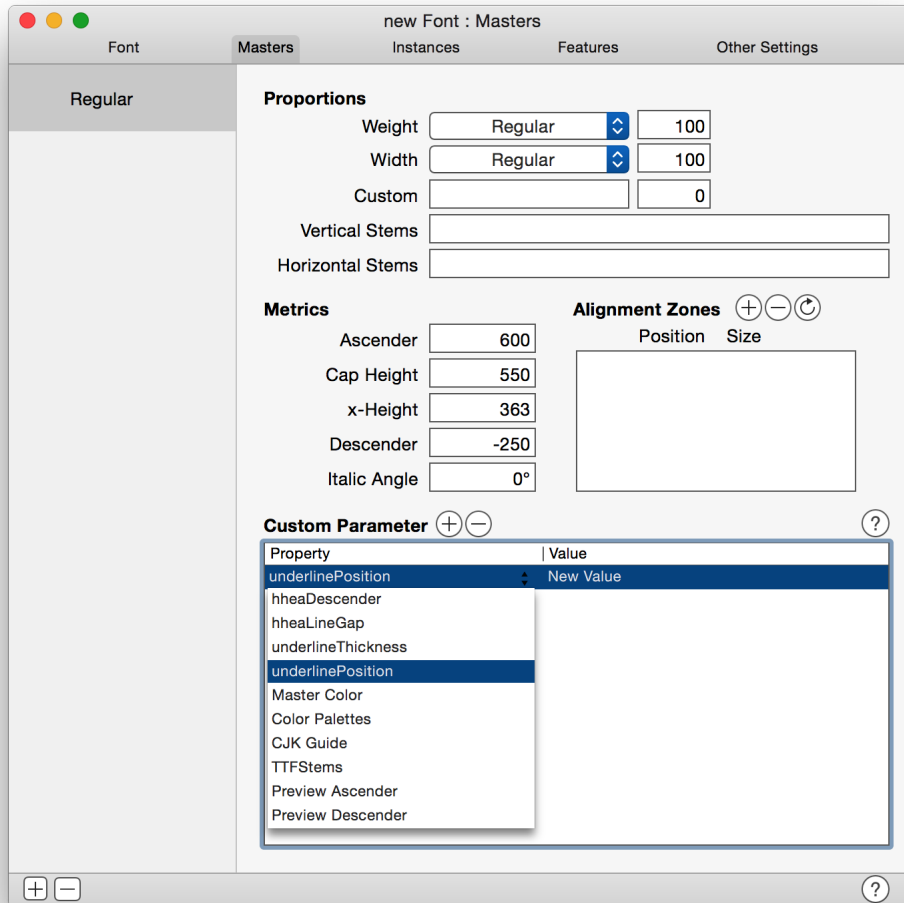 new Font : Masters
Font Masters Instances Features Other Settings
Regular
Proportions
Weight Regular 100
Width Regular 100
Custom 0
Vertical Stems
Horizontal Stems
Metrics
Alignment Zones
Position Size
Ascender 600
Cap Height 550
x-Height 363
Descender -250
Italic Angle 0°
Custom Parameter
?
Property Value
underlinePosition New Value
hheaDescender
hheaLineGap
underlineThickness
underlinePosition
Master Color
Color Palettes
CJK Guide
TTFStems
Preview Ascender
Preview Descender
?